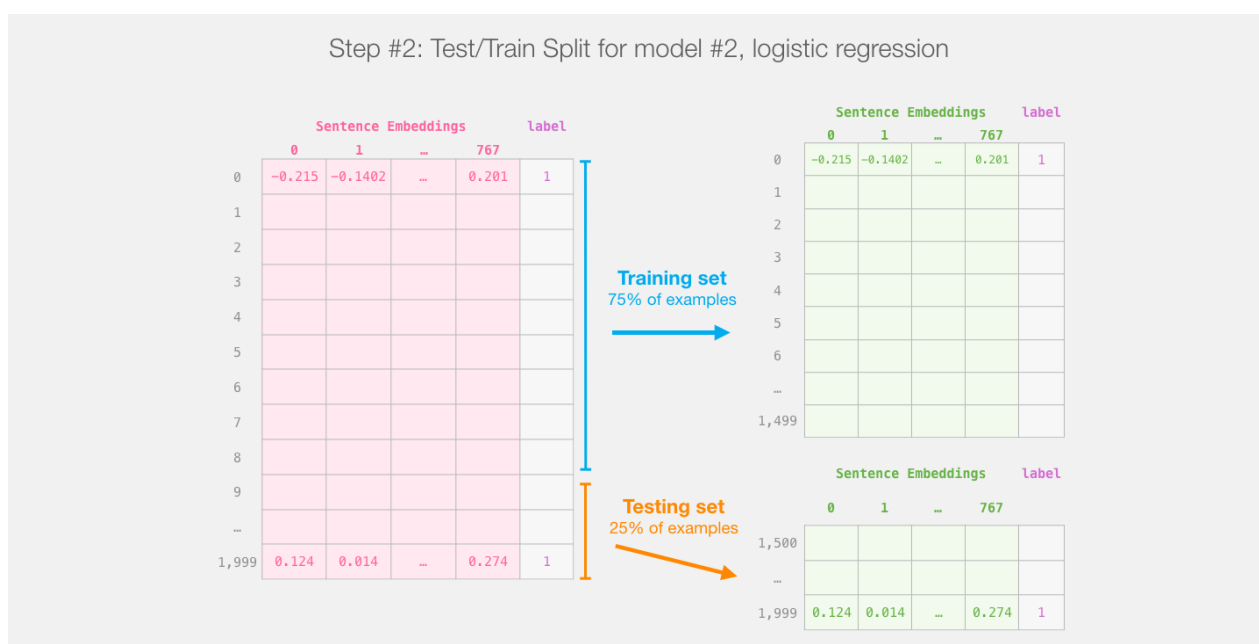 Step #2: Test/Train Split for model #2, logistic regression
Sentence Embeddings label
0 1 … 767
0 -0.215 -0.1402 … 0.201 1
1
2
3
4
5
6
7
8
9
…
1,999 0.124 0.014 … 0.274 1
Training set
75% of examples
Testing set
25% of examples
Sentence Embeddings label
0 1 … 767
0 -0.215 -0.1402 … 0.201 1
1
2
3
4
5
6
…
1,499
Sentence Embeddings label
0 1 … 767
1,500
…
1,999 0.124 0.014 … 0.274 1